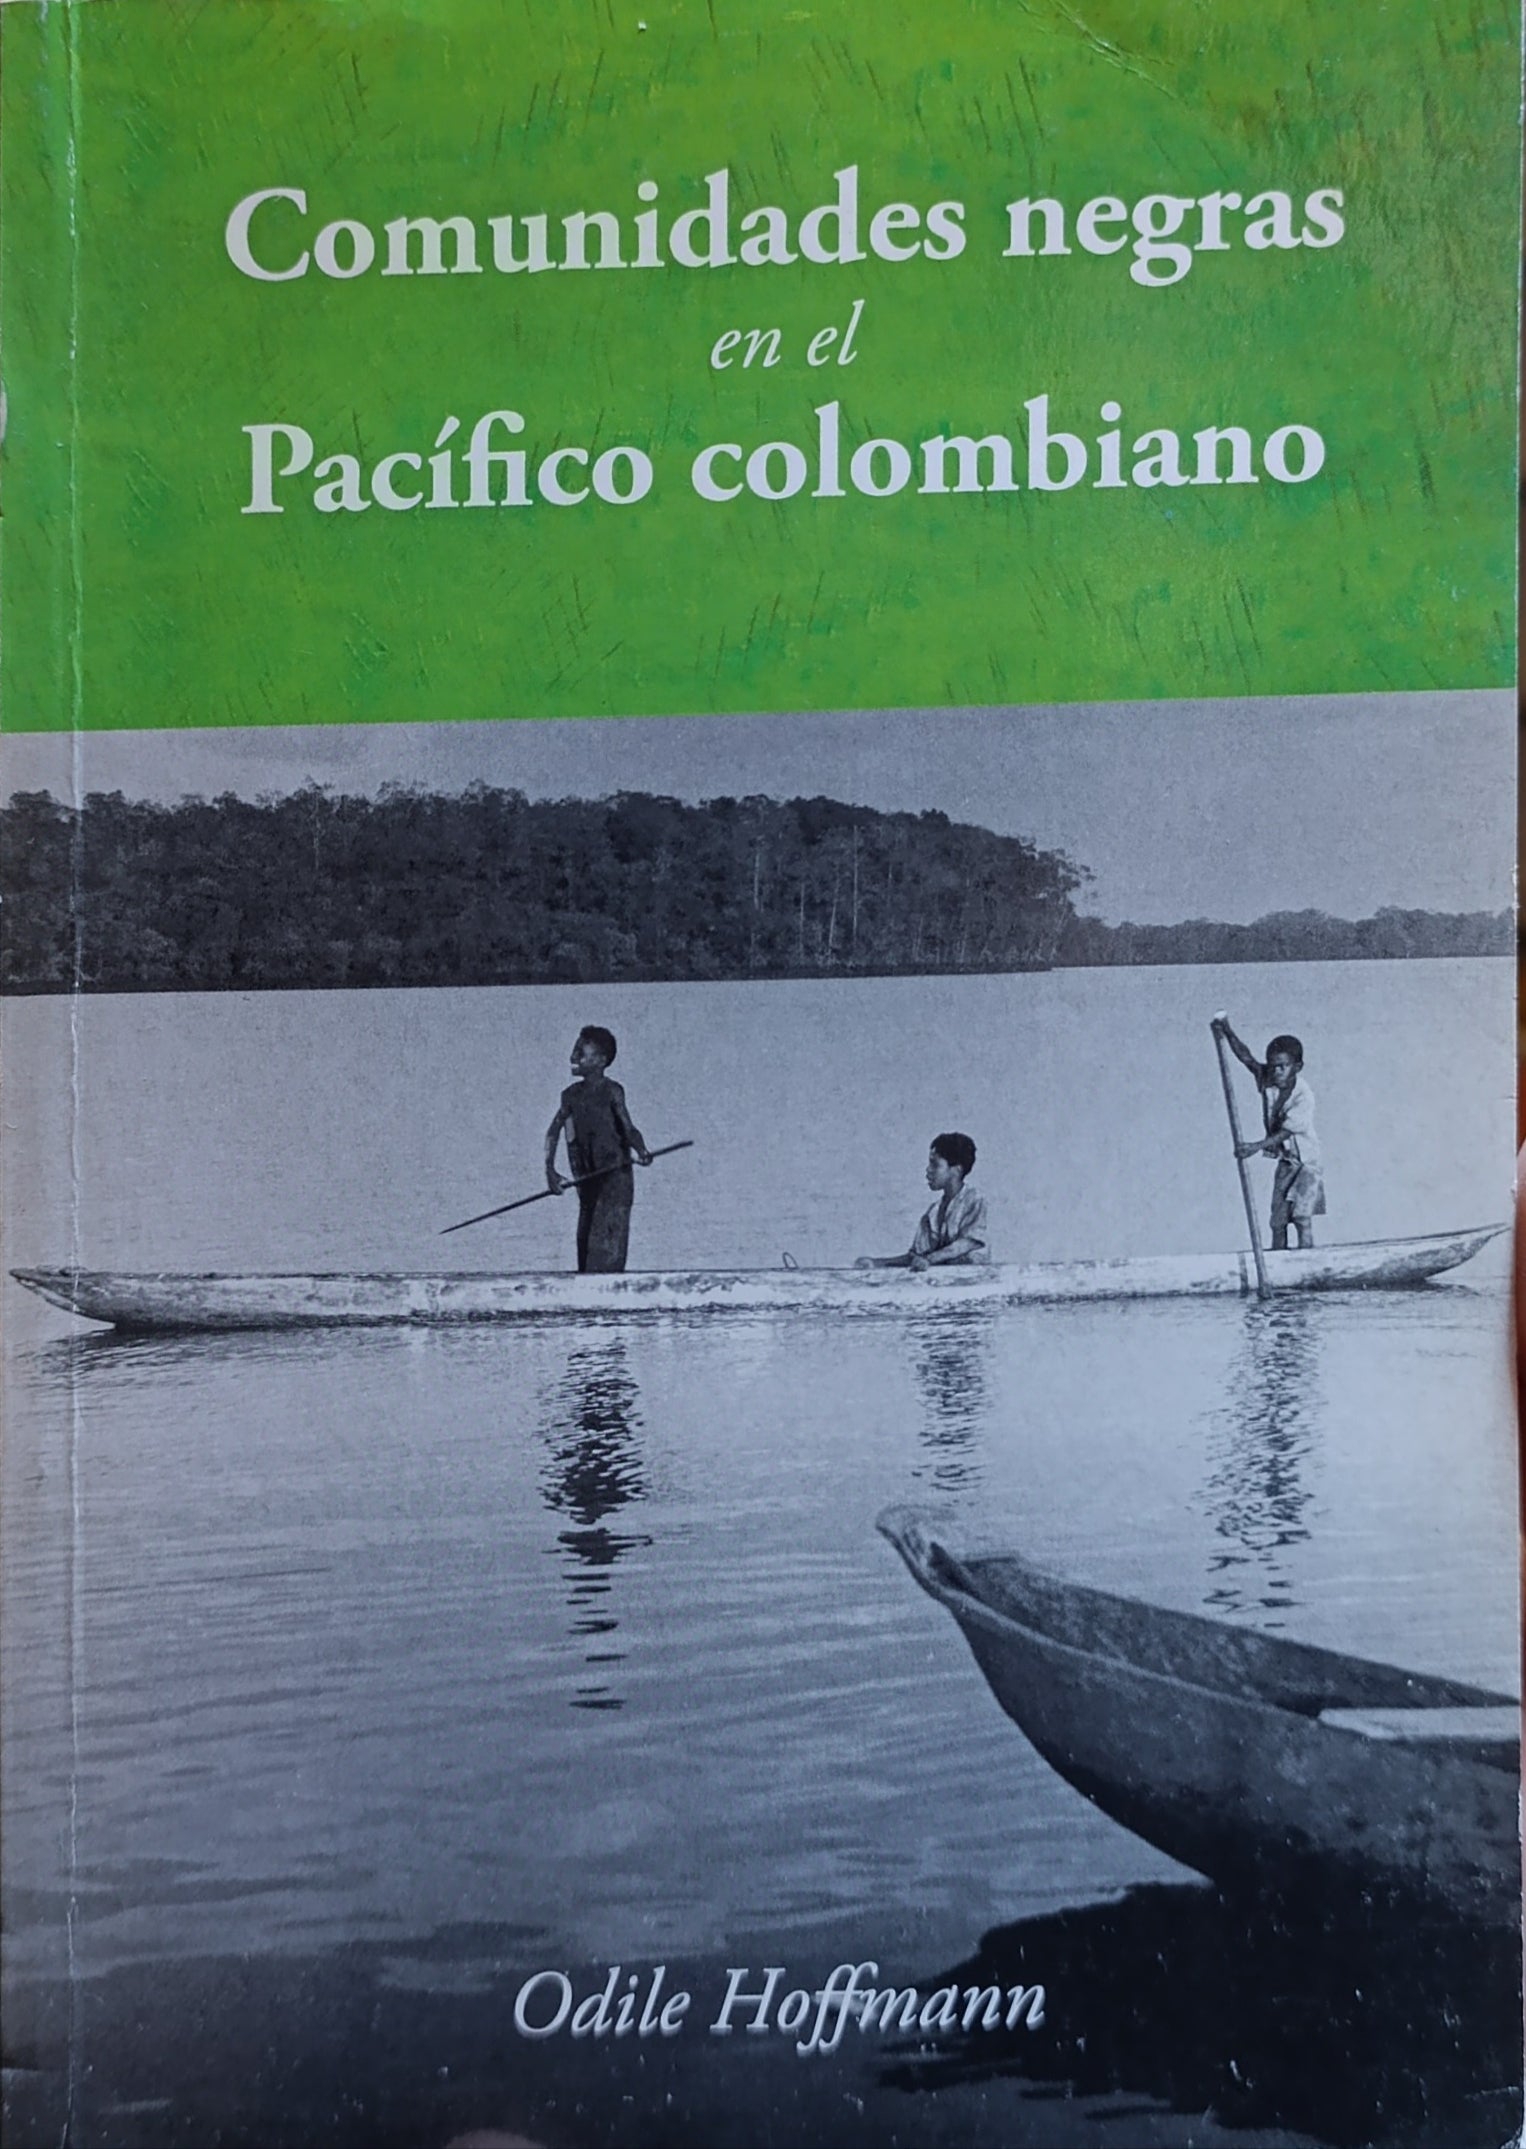 Comunidades negras
en el
Pacífico colombiano
Odile Hoffmann